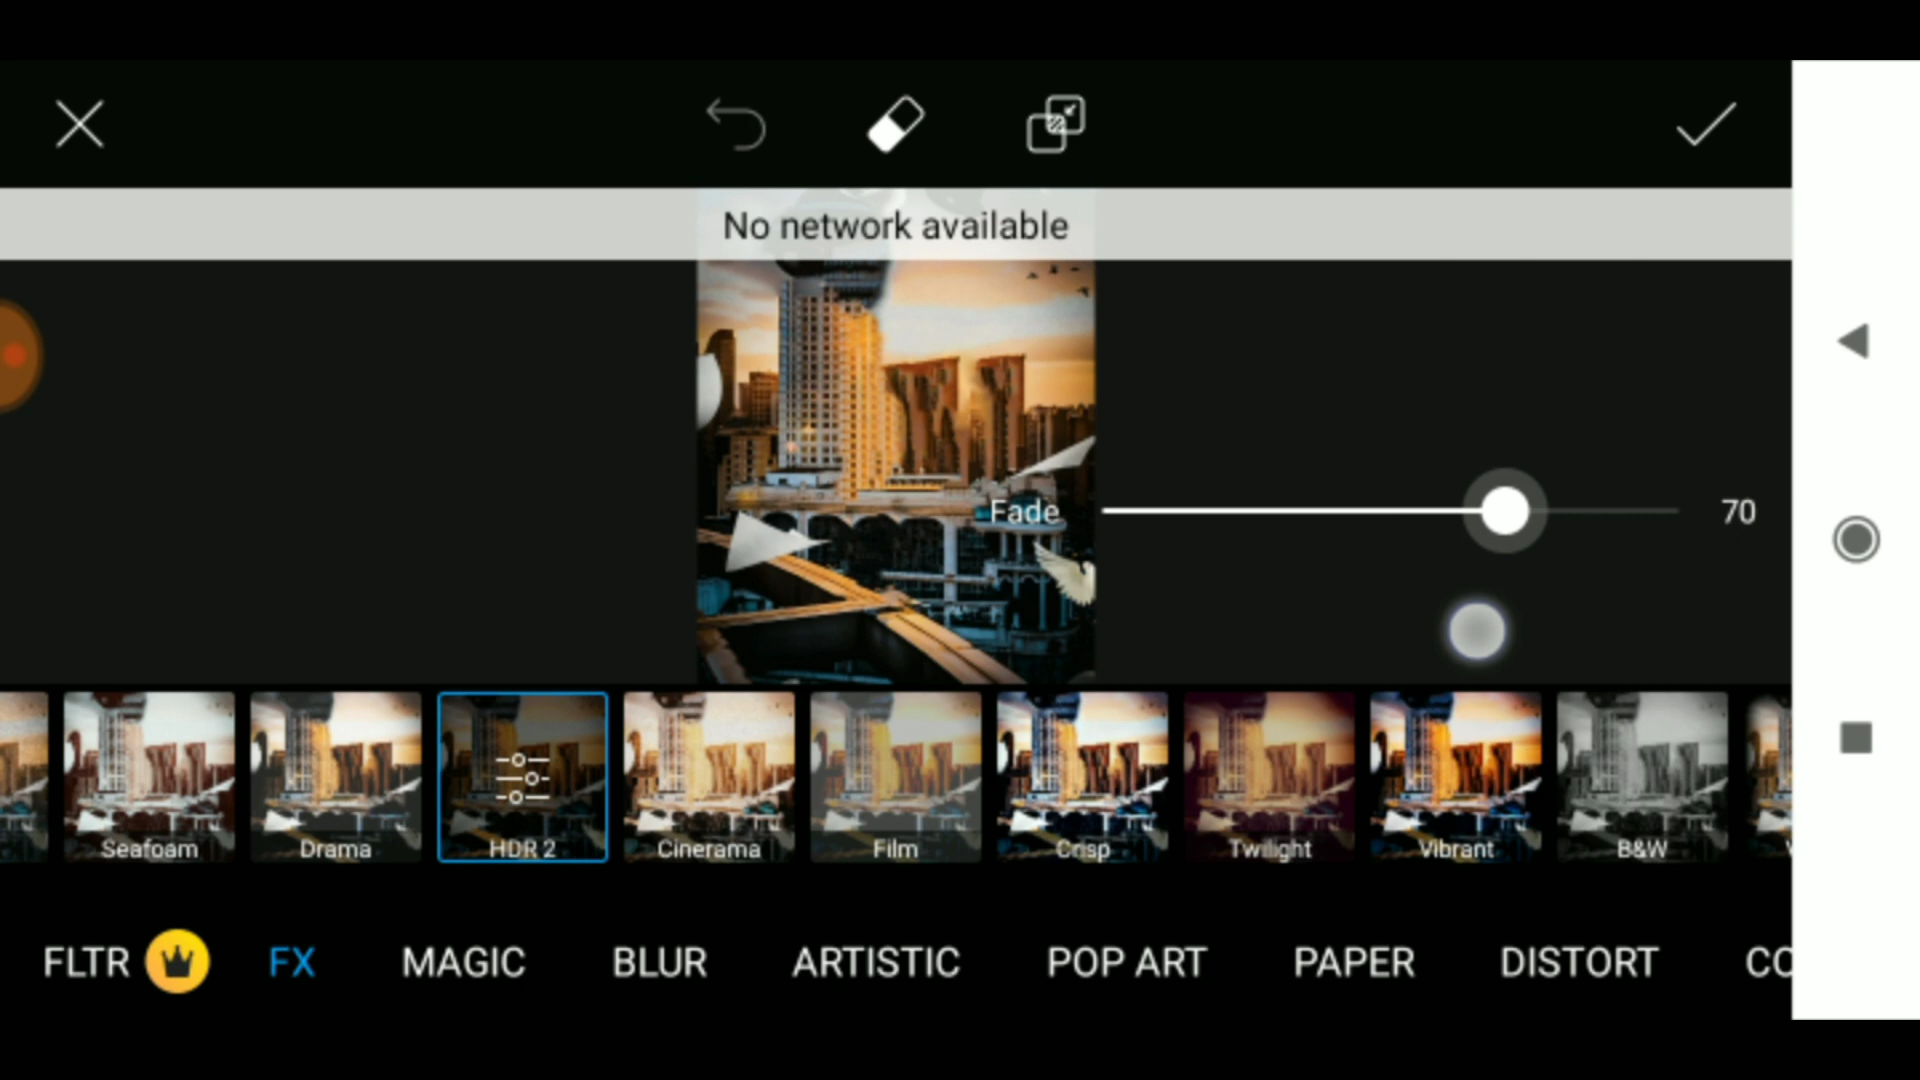 No network available
Fade 70
Seafoam Drama HDR 2 Cinerama Film Crisp Twilight Vibrant B&W
FLTR FX MAGIC BLUR ARTISTIC POP ART PAPER DISTORT CO